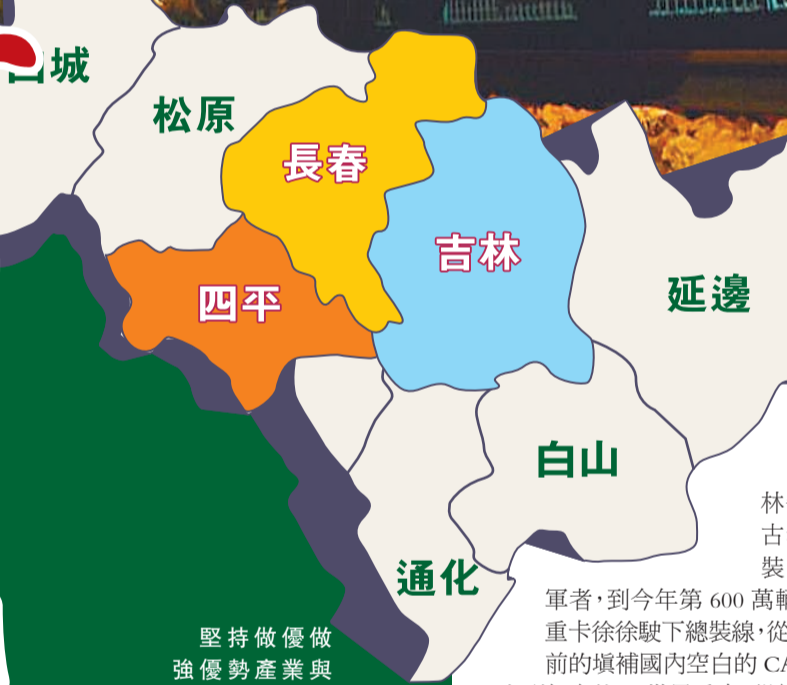 城
松原
長春
吉林
四平
延邊
白山
通化
堅持做優做
強優勢產業與
林
古
裝
軍者，到今年第 600 萬輛
重卡徐徐駛下總裝線，從
前的填補國內空白的 CA